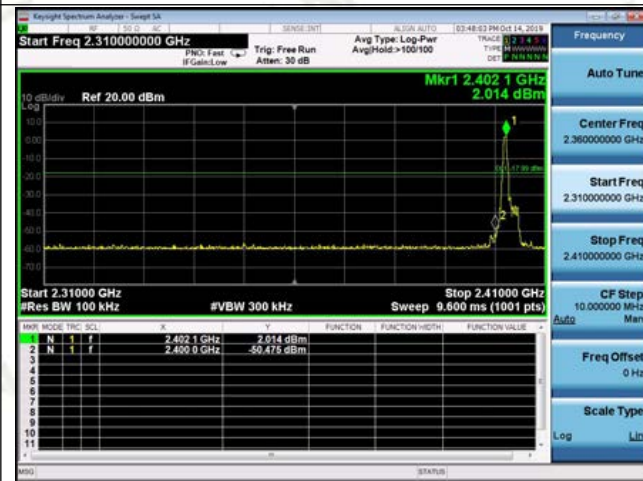 Keysight Spectrum Analyzer - Swept SA
RF 50 Ω AC SENSE:INT ALIGN AUTO 03:48:03 PM Oct 14, 2019
Start Freq 2.310000000 GHz
PNO: Fast
IFGain:Low
Trig: Free Run
Atten: 30 dB
Avg Type: Log-Pwr
Avg|Hold:>100/100
TRACE 1 2 3 4 5 6
TYPE M WWWWW
DET P N N N N N
Mkr1 2.402 1 GHz
2.014 dBm
10 dB/div Ref 20.00 dBm
Log
10.0
0.00
-10.0
-20.0
-30.0
-40.0
-50.0
-60.0
-70.0
1
DL1 -17.99 dBm
2
Start 2.31000 GHz Stop 2.41000 GHz
#Res BW 100 kHz #VBW 300 kHz Sweep 9.600 ms (1001 pts)
MKR MODE TRC SCL X Y FUNCTION FUNCTION WIDTH FUNCTION VALUE
1 N 1 f 2.402 1 GHz 2.014 dBm
2 N 1 f 2.400 0 GHz -50.475 dBm
3
4
5
6
7
8
9
10
11
MSG STATUS
Frequency
Auto Tune
Center Freq
2.360000000 GHz
Start Freq
2.310000000 GHz
Stop Freq
2.410000000 GHz
CF Step
10.000000 MHz
Auto Man
Freq Offset
0 Hz
Scale Type
Log Lin